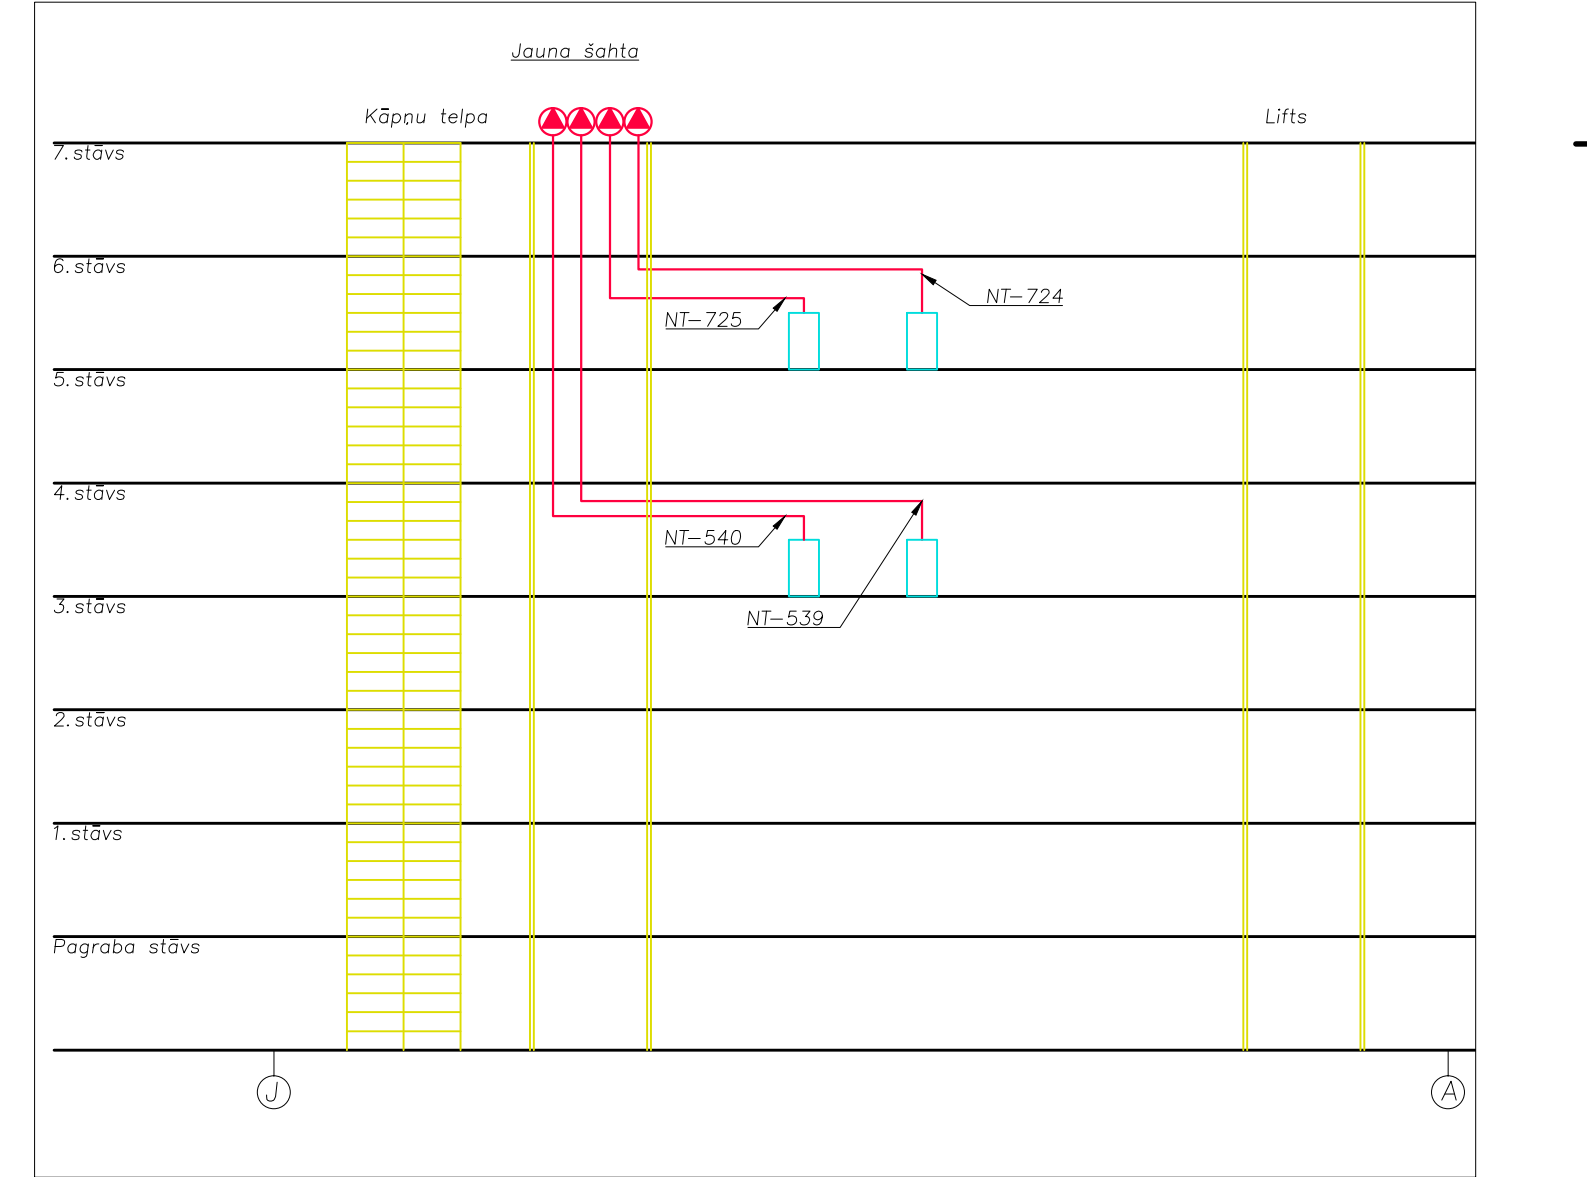 Jauna šahta
Kāpņu telpa
Lifts
7. stāvs
6. stāvs
NT-724
NT-725
5. stāvs
4. stāvs
NT-540
3. stāvs
NT-539
2. stāvs
1. stāvs
Pagraba stāvs
J
A